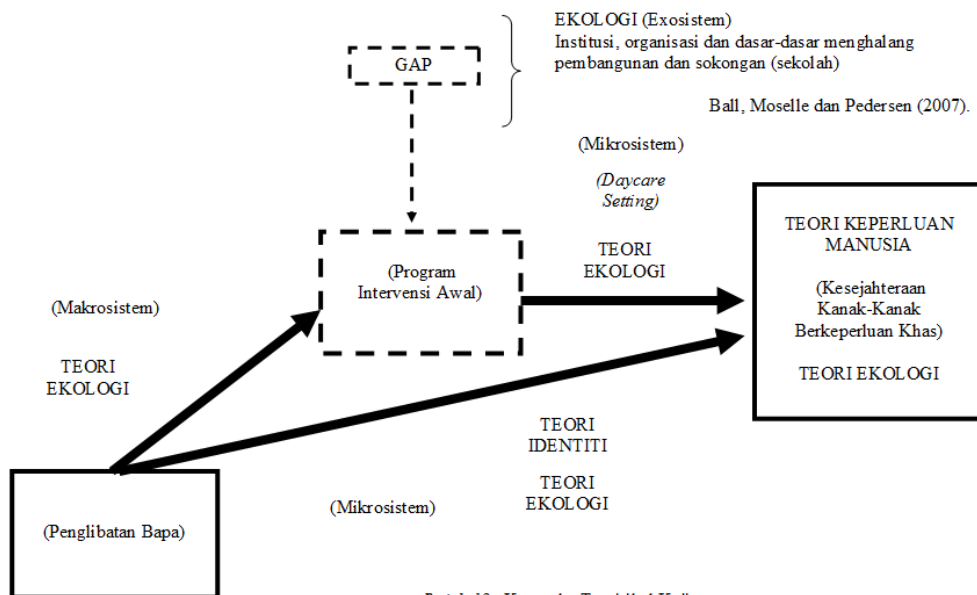 EKOLOGI (Exosistem)
Institusi, organisasi dan dasar-dasar menghalang
pembangunan dan sokongan (sekolah)
Ball, Moselle dan Pedersen (2007).
GAP
(Mikrosistem)
(Daycare
Setting)
TEORI
EKOLOGI
(Program
Intervensi Awal)
TEORI KEPERLUAN
MANUSIA
(Kesejahteraan
Kanak-Kanak
Berkeperluan Khas)
TEORI EKOLOGI
(Makrosistem)
TEORI
EKOLOGI
TEORI
IDENTITI
TEORI
EKOLOGI
(Mikrosistem)
(Penglibatan Bapa)